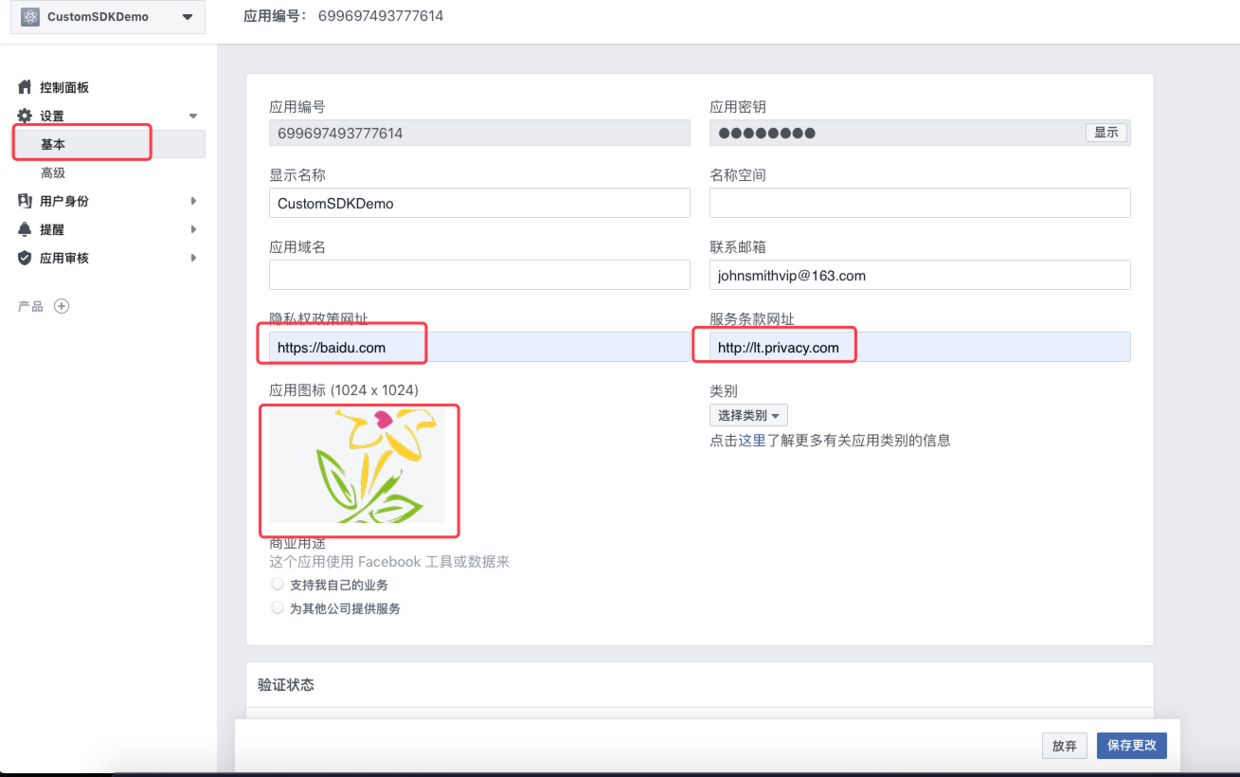 CustomSDKDemo
应用编号： 699697493777614
控制面板
设置
基本
高级
用户身份
提醒
应用审核
产品
应用编号
699697493777614
应用密钥
●●●●●●●●
显示
显示名称
CustomSDKDemo
名称空间
应用域名
联系邮箱
johnsmithvip@163.com
隐私权政策网址
https://baidu.com
服务条款网址
http://lt.privacy.com
应用图标 (1024 x 1024)
类别
选择类别
点击这里了解更多有关应用类别的信息
商业用途
这个应用使用 Facebook 工具或数据来
支持我自己的业务
为其他公司提供服务
验证状态
放弃
保存更改